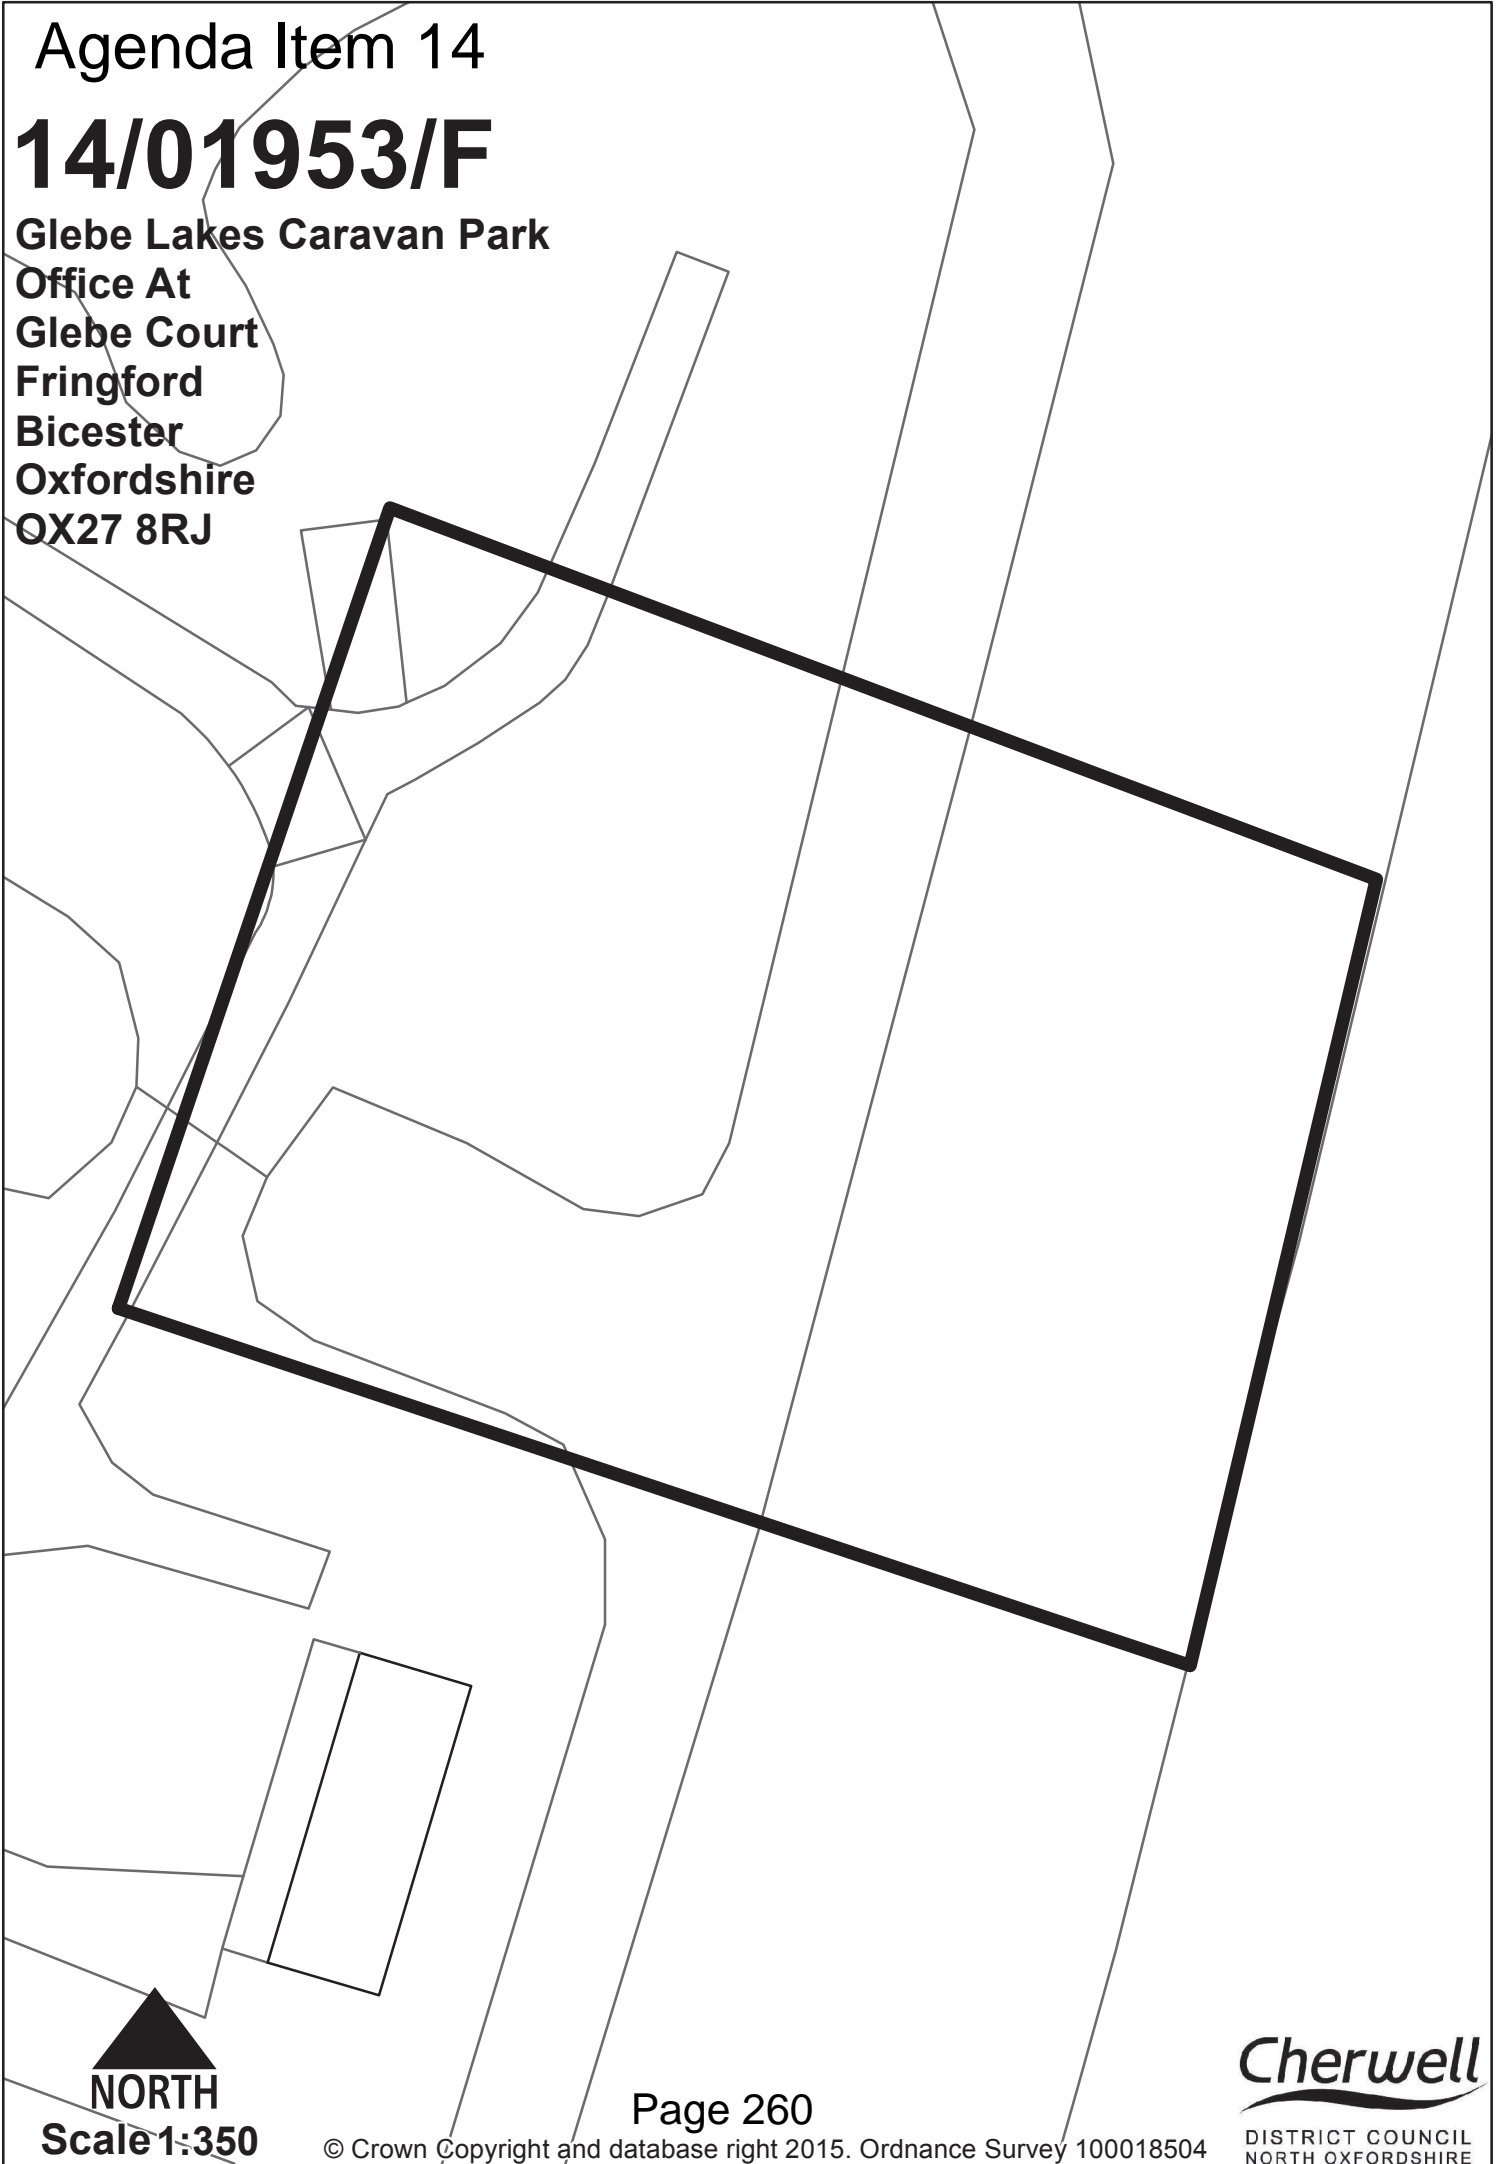 Agenda Item 14
14/01953/F
Glebe Lakes Caravan Park
Office At
Glebe Court
Fringford
Bicester
Oxfordshire
OX27 8RJ
NORTH
Scale 1:350
Page 260
© Crown Copyright and database right 2015. Ordnance Survey 100018504
Cherwell
DISTRICT COUNCIL
NORTH OXFORDSHIRE